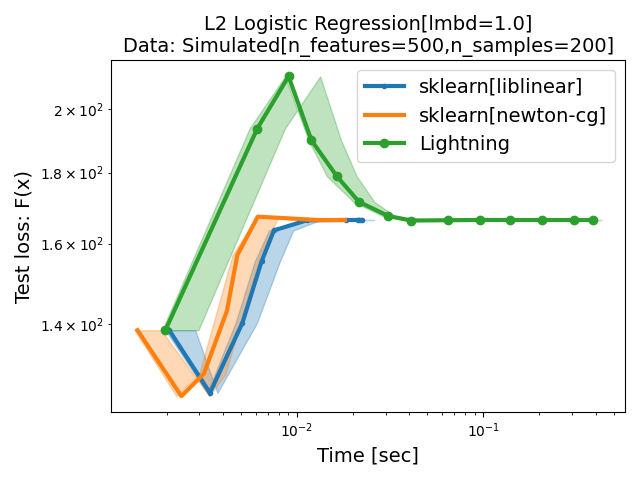 L2 Logistic Regression[lmbd=1.0]
Data: Simulated[n_features=500,n_samples=200]
Test loss: F(x)
2 × 10²
1.8 × 10²
1.6 × 10²
1.4 × 10²
sklearn[liblinear]
sklearn[newton-cg]
Lightning
10⁻²
10⁻¹
Time [sec]